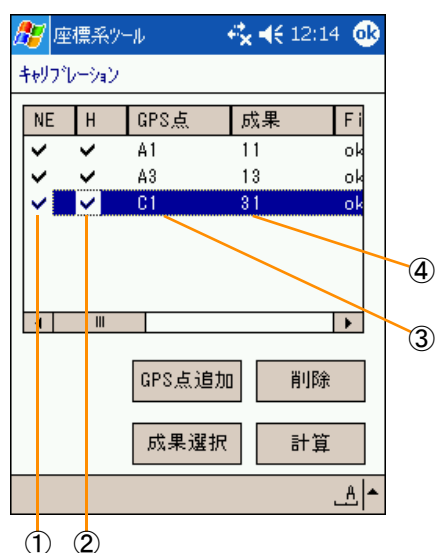 座標系ツール 12:14 ok
キャリブレーション
NE H GPS点 成果 Fi
A1 11 ok
A3 13 ok
C1 31 ok
④
③
GPS点追加 削除
成果選択 計算
A
① ②